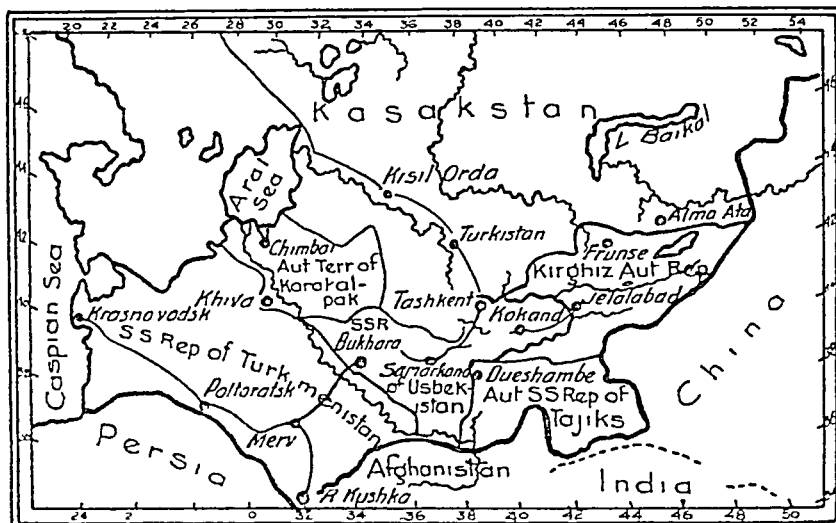 20 22 24 26 28 30 32 34 36 38 40 42 44 46 48 50 52 54
Kasakstan
L Baikal
Aral Sea
Kisil Orda
Alma Ata
Chimbai
Turkistan
Frunse
Aut Terr of
Karakal-
pak
Kirghiz Aut Rep
Caspian Sea
Khiva
Tashkent
Kokand
Jelalabad
Krasnovodsk
SSR
Bukhara
SS Rep of Turkmenistan
Samarkand
of Usbek-
istan
Dueshambe
Aut SS Rep of
Tajiks
China
Poltoratsk
Merv
Persia
Afghanistan
India
R Kushka
24 32 34 36 38 40 42 44 46 48 50 52